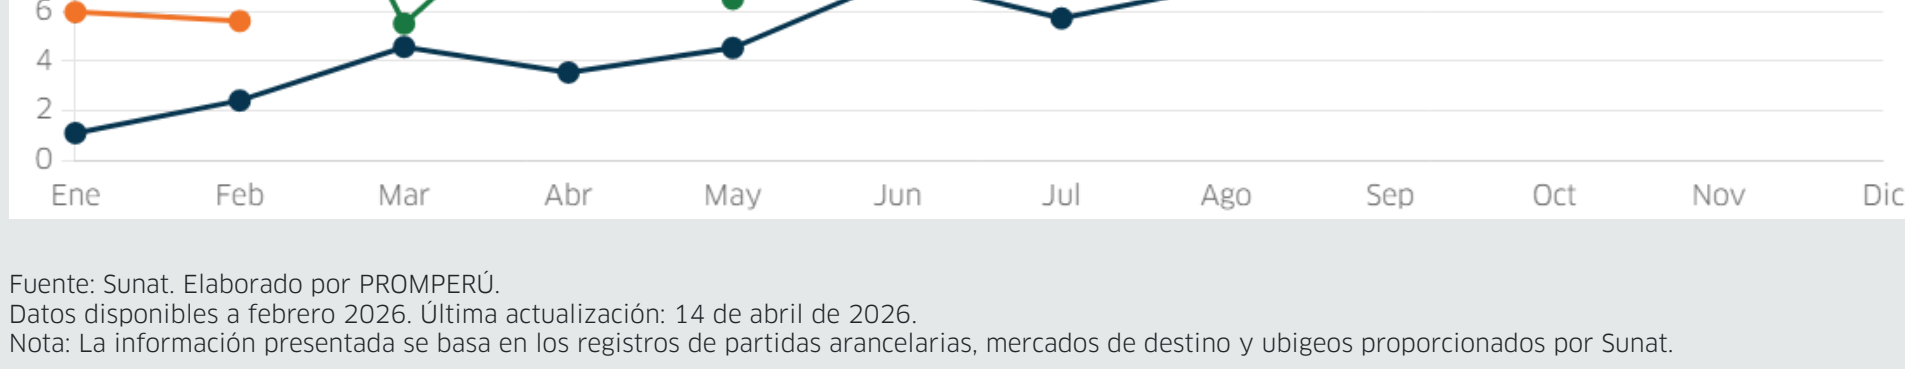 6
4
2
0
Ene Feb Mar Abr May Jun Jul Ago Sep Oct Nov Dic
Fuente: Sunat. Elaborado por PROMPERÚ.
Datos disponibles a febrero 2026. Última actualización: 14 de abril de 2026.
Nota: La información presentada se basa en los registros de partidas arancelarias, mercados de destino y ubigeos proporcionados por Sunat.